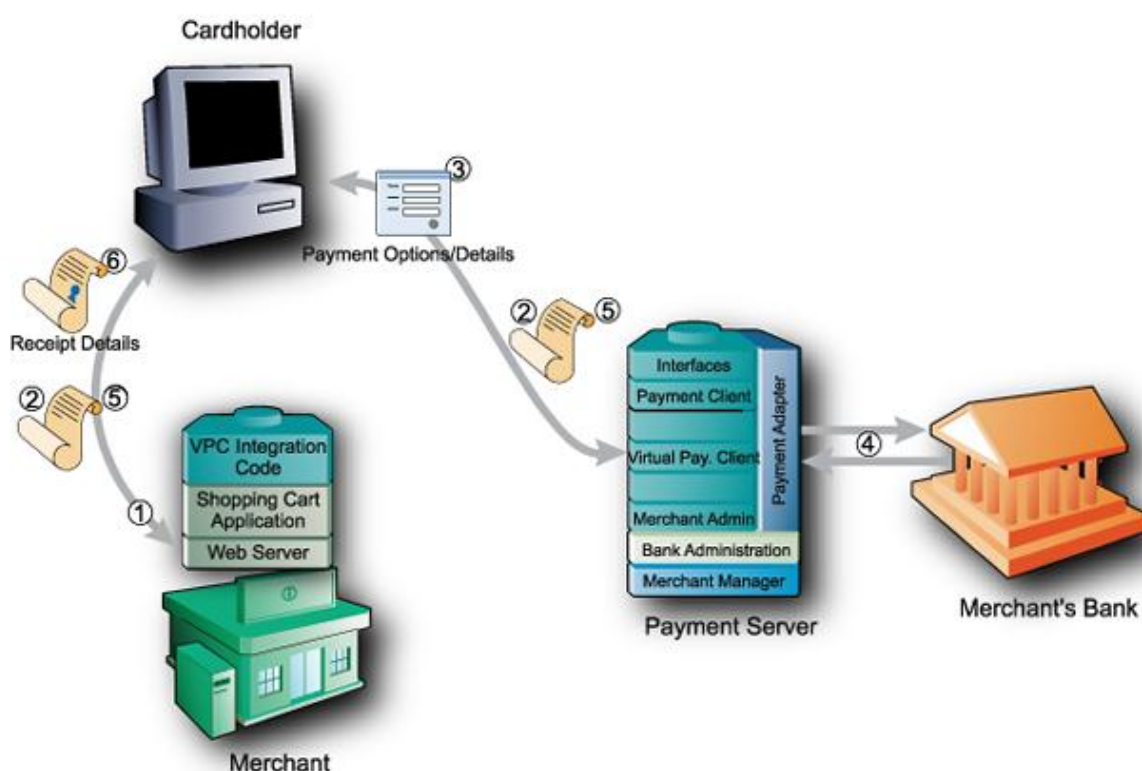 Cardholder
③
Payment Options/Details
⑥
Receipt Details
② ⑤
② ⑤
①
VPC Integration
Code
Shopping Cart
Application
Web Server
Merchant
Interfaces
Payment Client
Virtual Pay. Client
Merchant Admin
Payment Adapter
Bank Administration
Merchant Manager
Payment Server
④
Merchant's Bank